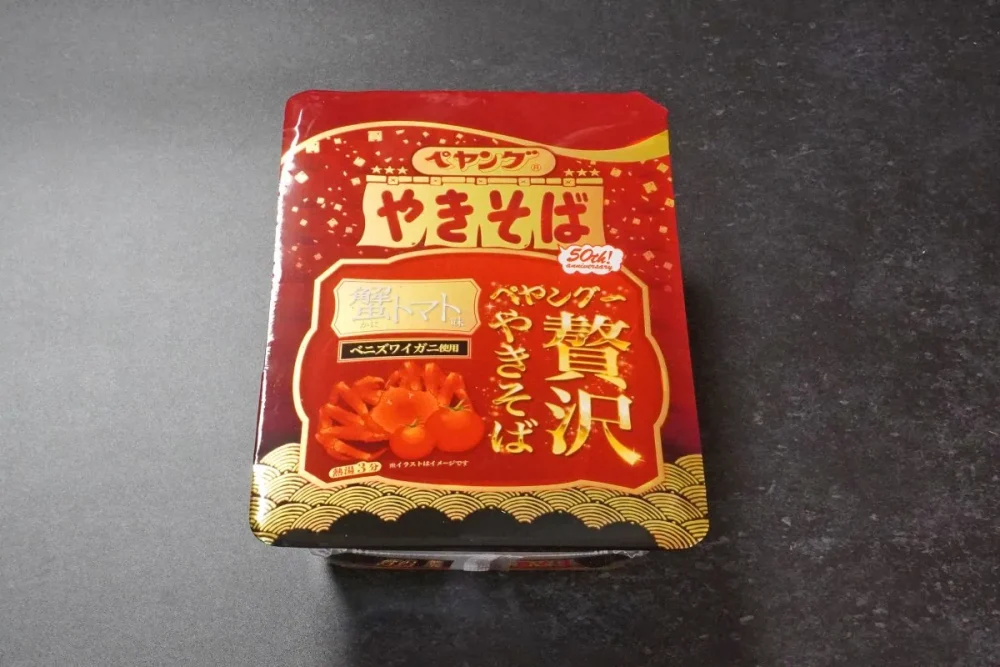 ペヤング®
やきそば
50th!
anniversary
蟹トマト味
かに
ベニズワイガニ使用
ペヤング一
贅沢
やきそば
熱湯3分
※イラストはイメージです